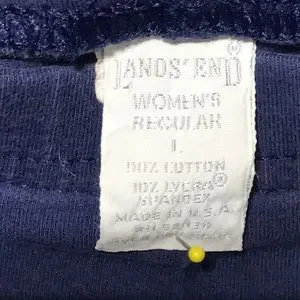 LANDS' END®
WOMEN'S
REGULAR
L
90% COTTON
10% LYCRA®
SPANDEX
MADE IN U.S.A.